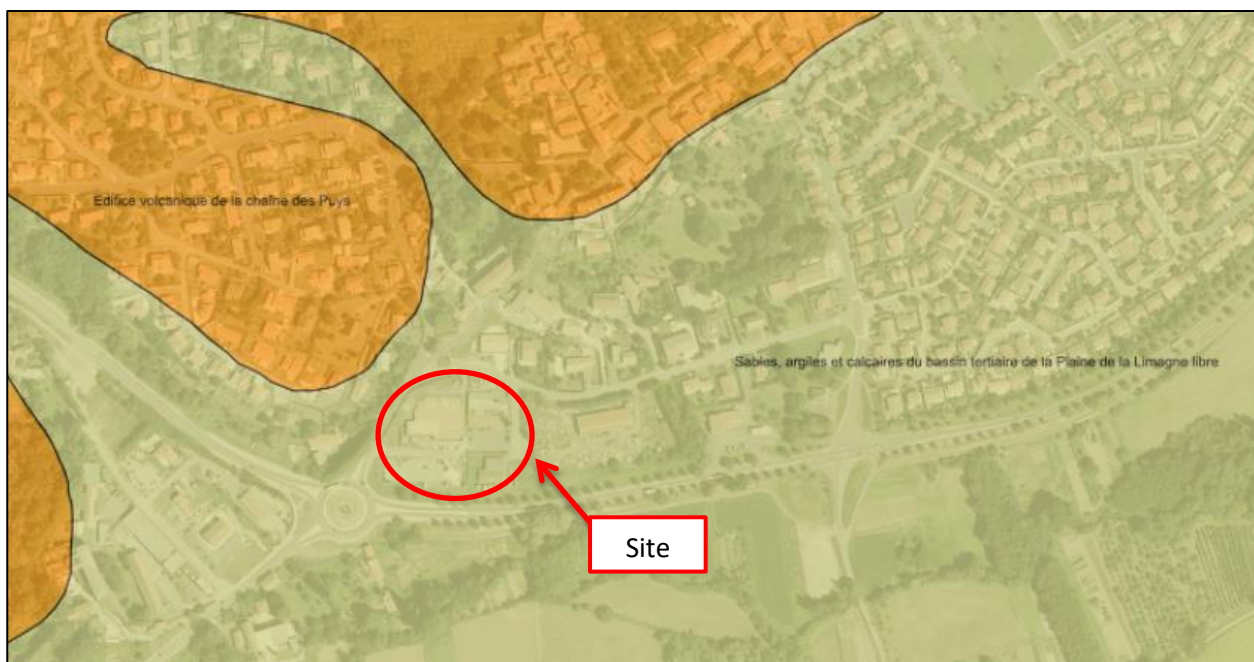 Edifice volcanique de la chaîne des Puys
Sables, argiles et calcaires du bassin tertiaire de la Plaine de la Limagne libre
Site